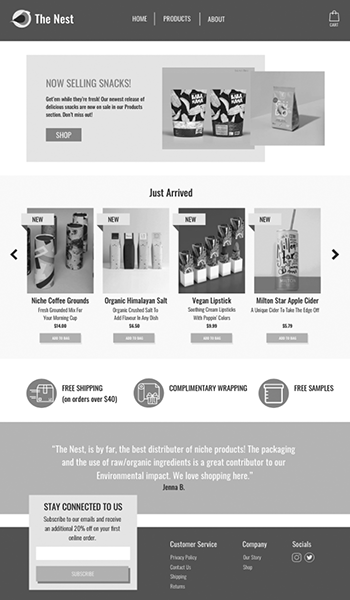 The Nest
HOME
PRODUCTS
ABOUT
CART
NOW SELLING SNACKS!
Get'em while they're fresh! Our newest release of
delicious snacks are now on sale in our Products
section. Don't miss out!
SHOP
Just Arrived
NEW
NEW
NEW
NEW
Niche Coffee Grounds
Fresh Grounded Mix For
Your Morning Cup
$14.08
ADD TO BAG
Organic Himalayan Salt
Organic Crushed Salt To
Add Flavour In Any Dish
$6.50
ADD TO BAG
Vegan Lipstick
Soothing Cream Lipsticks
With Poppin' Colors
$9.99
ADD TO BAG
Milton Star Apple Cider
A Unique Cider To Take The Edge Off
$5.79
ADD TO BAG
FREE SHIPPING
(on orders over $40)
COMPLIMENTARY WRAPPING
FREE SAMPLES
"The Nest, is by far, the best distributer of niche products! The packaging
and the use of raw/organic ingredients is a great contributor to our
Environmental impact. We love shopping here."
Jenna B.
STAY CONNECTED TO US
Subscribe to our emails and receive
an additional 20% off on your first
online order.
SUBSCRIBE
Customer Service
Privacy Policy
Contact Us
Shipping
Returns
Company
Our Story
Shop
Socials